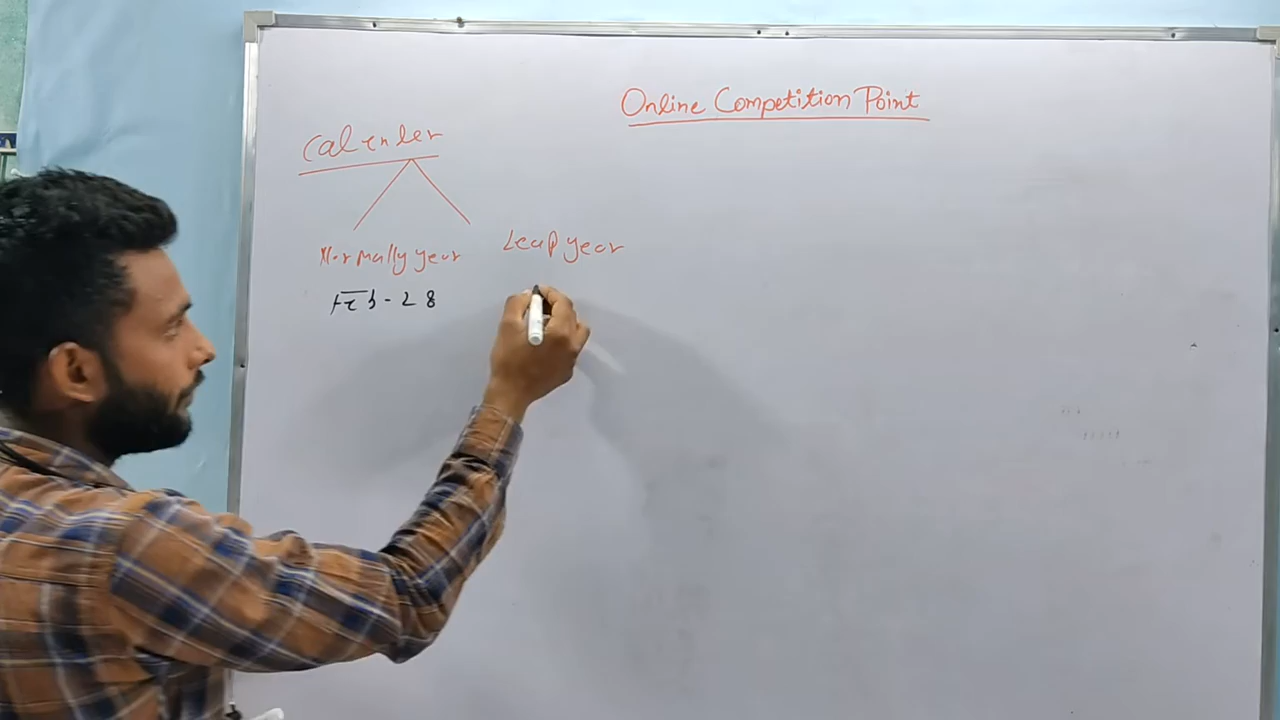 Online Competition Point
Calender
Normally year
Leap year
Feb - 28